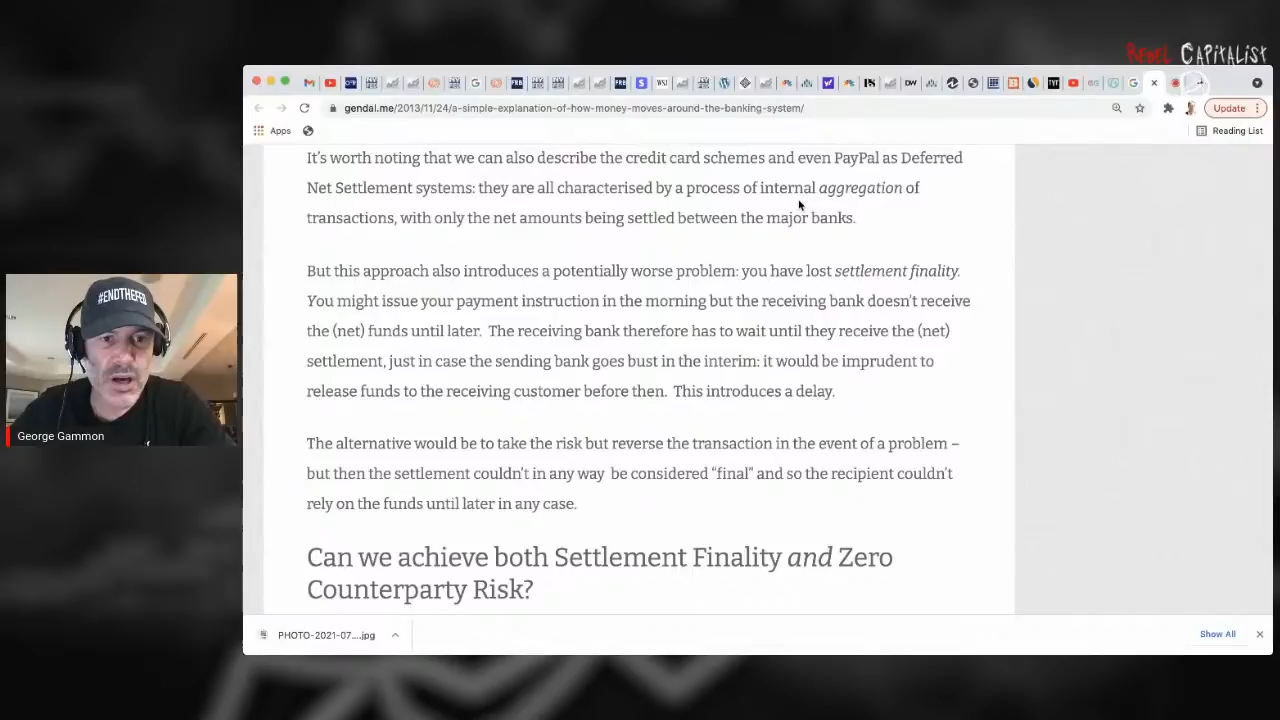 REBEL CAPITALIST
gendal.me/2013/11/24/a-simple-explanation-of-how-money-moves-around-the-banking-system/
Update
Apps
Reading List
It's worth noting that we can also describe the credit card schemes and even PayPal as Deferred
Net Settlement systems: they are all characterised by a process of internal aggregation of
transactions, with only the net amounts being settled between the major banks.
But this approach also introduces a potentially worse problem: you have lost settlement finality.
You might issue your payment instruction in the morning but the receiving bank doesn't receive
the (net) funds until later.  The receiving bank therefore has to wait until they receive the (net)
settlement, just in case the sending bank goes bust in the interim: it would be imprudent to
release funds to the receiving customer before then.  This introduces a delay.
The alternative would be to take the risk but reverse the transaction in the event of a problem –
but then the settlement couldn't in any way  be considered "final" and so the recipient couldn't
rely on the funds until later in any case.
Can we achieve both Settlement Finality and Zero
Counterparty Risk?
#ENDTHEFED
George Gammon
PHOTO-2021-07....jpg
Show All